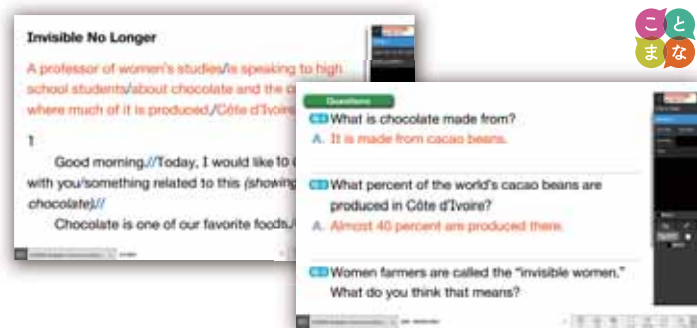 こと
まな
Invisible No Longer
A professor of women's studies/is speaking to high
school students/about chocolate and the
where much of it is produced,/Côte d'Ivoire
1
Good morning.//Today, I would like to
with you/something related to this (showing
chocolate).//
Chocolate is one of our favorite foods./
Questions
What is chocolate made from?
A. It is made from cacao beans.
What percent of the world's cacao beans are
produced in Côte d'Ivoire?
A. Almost 40 percent are produced there.
Women farmers are called the "invisible women."
What do you think that means?